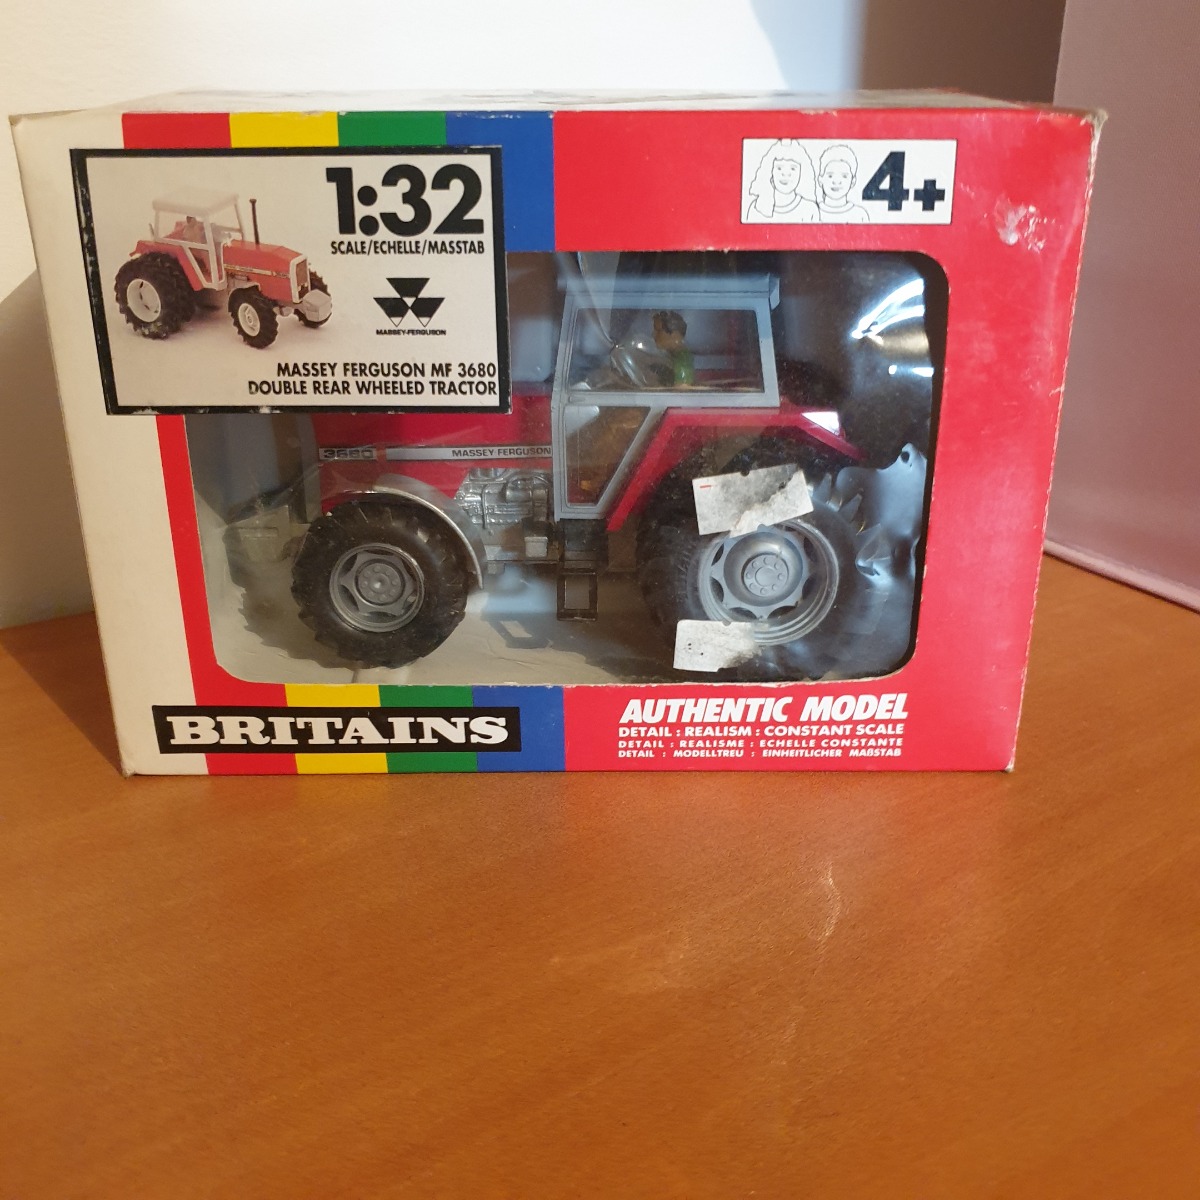 1:32
SCALE/ECHELLE/MASSTAB
MASSEY-FERGUSON
MASSEY FERGUSON MF 3680
DOUBLE REAR WHEELED TRACTOR
4+
3680
MASSEY FERGUSON
BRITAINS
AUTHENTIC MODEL
DETAIL : REALISM : CONSTANT SCALE
DETAIL : REALISME : ECHELLE CONSTANTE
DETAIL : MODELLTREU : EINHEITLICHER MAßSTAB